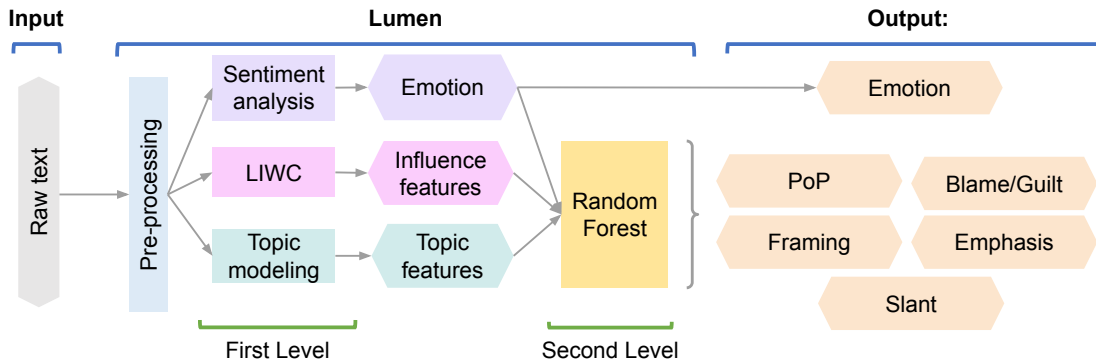 Input
Lumen
Output:
Raw text
Pre-processing
Sentiment
analysis
Emotion
Emotion
LIWC
Influence
features
Topic
modeling
Topic
features
Random
Forest
PoP
Blame/Guilt
Framing
Emphasis
Slant
First Level
Second Level